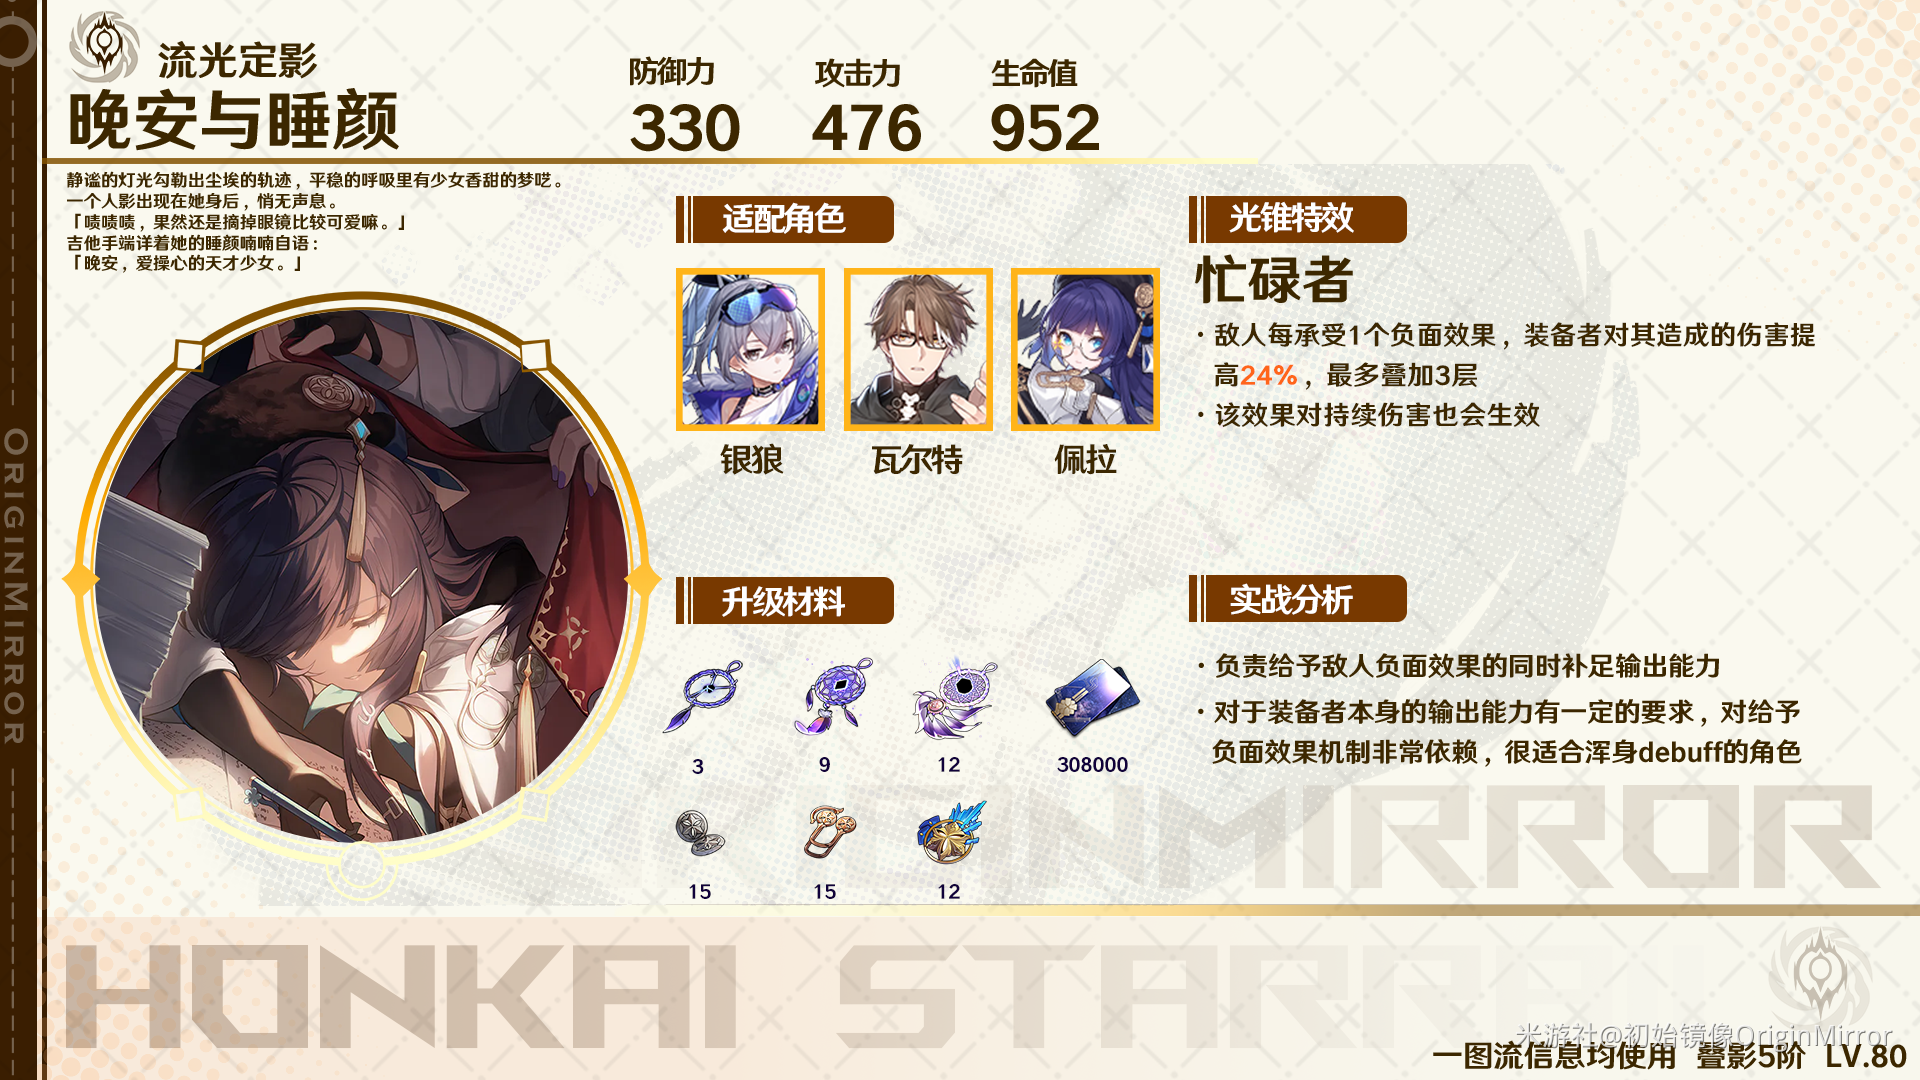 流光定影
晚安与睡颜
防御力
330
攻击力
476
生命值
952
静谧的灯光勾勒出尘埃的轨迹，平稳的呼吸里有少女香甜的梦呓。
一个人影出现在她身后，悄无声息。
「啧啧啧，果然还是摘掉眼镜比较可爱嘛。」
吉他手端详着她的睡颜喃喃自语：
「晚安，爱操心的天才少女。」
适配角色
银狼
瓦尔特
佩拉
光锥特效
忙碌者
· 敌人每承受1个负面效果，装备者对其造成的伤害提
高24%，最多叠加3层
· 该效果对持续伤害也会生效
升级材料
3
9
12
308000
15
15
12
实战分析
· 负责给予敌人负面效果的同时补足输出能力
· 对于装备者本身的输出能力有一定的要求，对给予
负面效果机制非常依赖，很适合浑身debuff的角色
ORIGINMIRROR
ORIGINMIRROR
HONKAI STARRAIL
米游社@初始镜像OriginMirror
一图流信息均使用 叠影5阶 LV.80